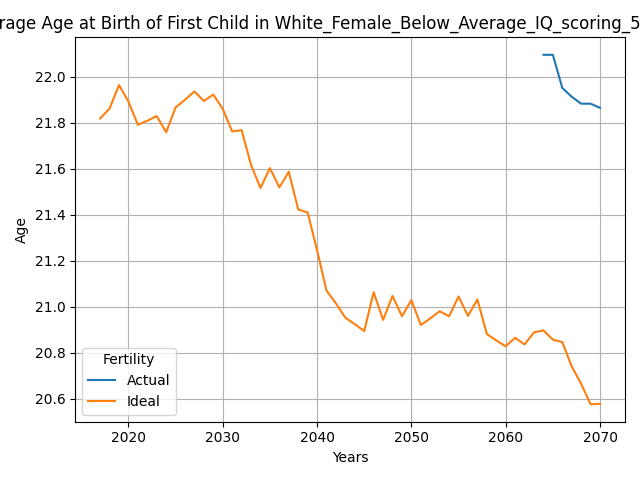 rage Age at Birth of First Child in White_Female_Below_Average_IQ_scoring_5
22.0
21.8
21.6
21.4
21.2
21.0
20.8
20.6
Age
Fertility
Actual
Ideal
2020 2030 2040 2050 2060 2070
Years